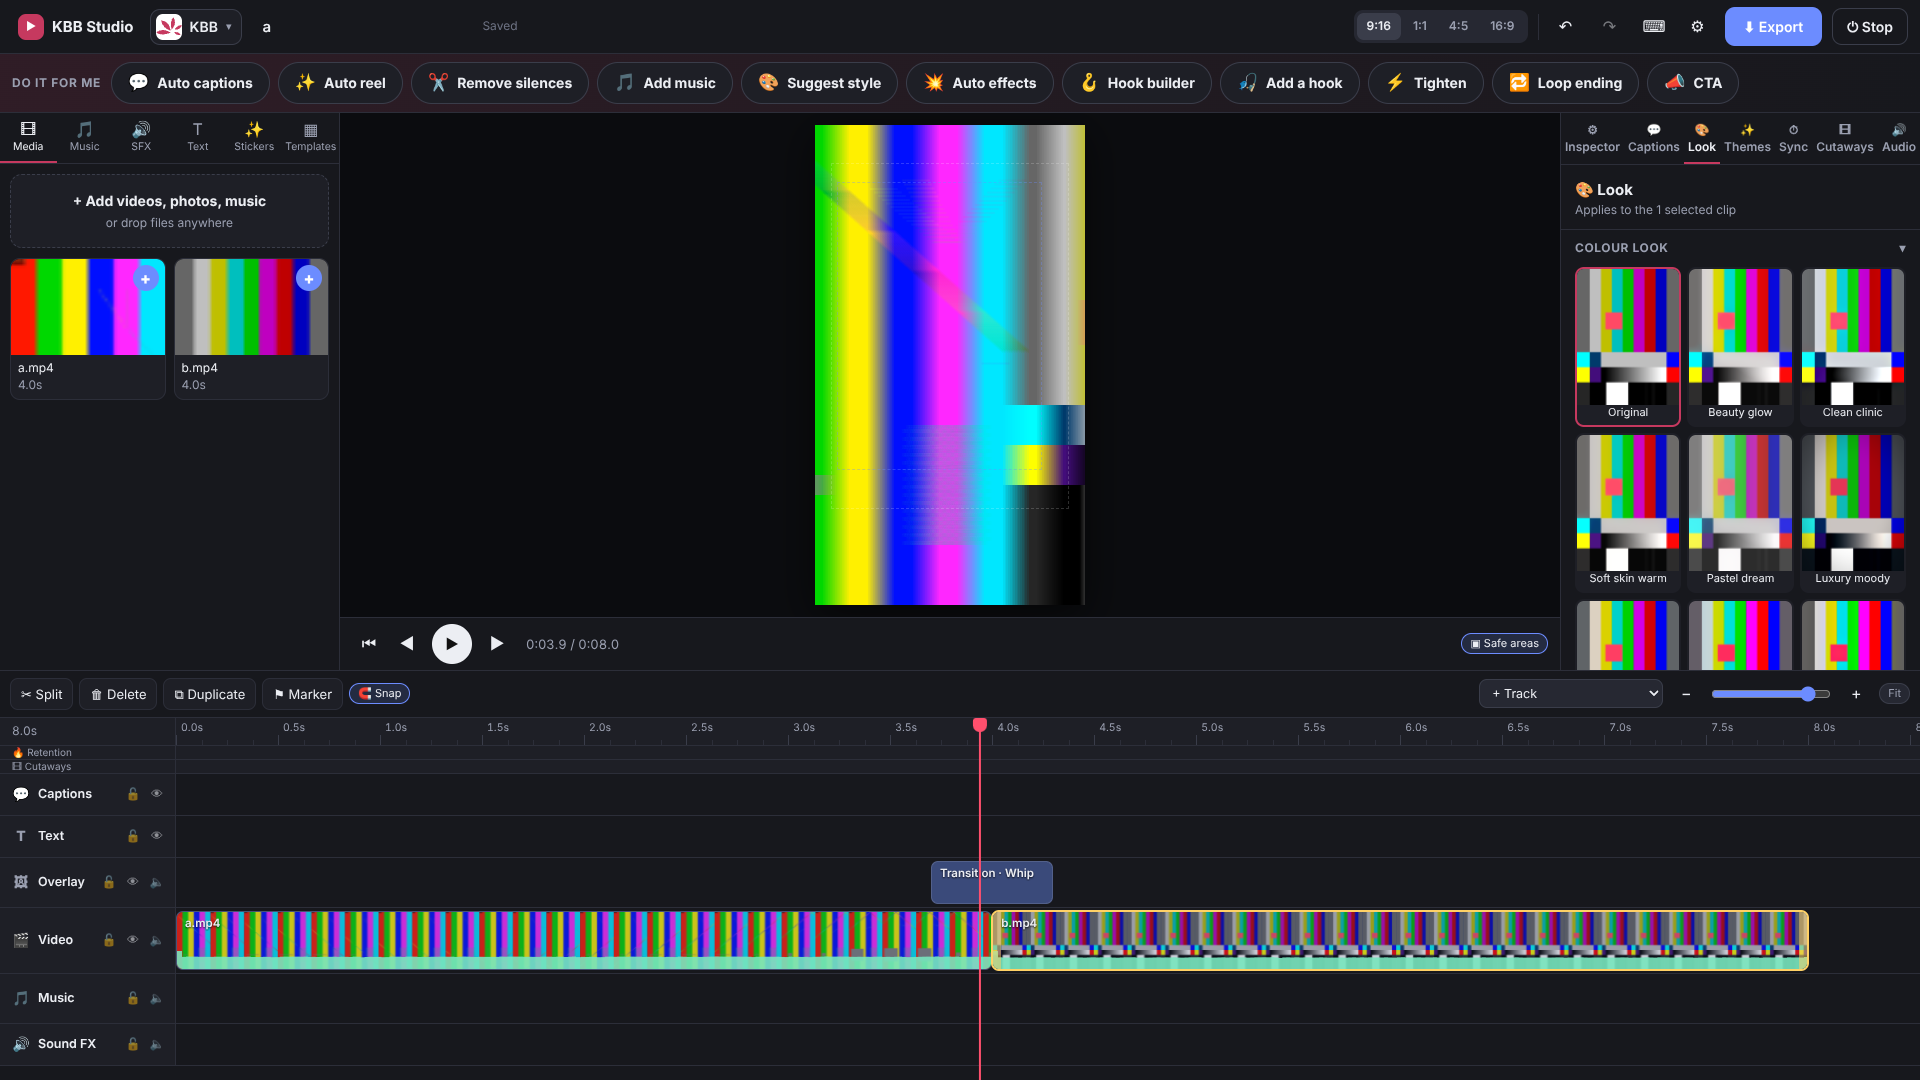 KBB Studio
KBB
a
Saved
9:16 1:1 4:5 16:9
Export
Stop
DO IT FOR ME
Auto captions
Auto reel
Remove silences
Add music
Suggest style
Auto effects
Hook builder
Add a hook
Tighten
Loop ending
CTA
Media Music SFX Text Stickers Templates
+ Add videos, photos, music
or drop files anywhere
a.mp4
4.0s
b.mp4
4.0s
0:03.9 / 0:08.0
Safe areas
Inspector Captions Look Themes Sync Cutaways Audio
Look
Applies to the 1 selected clip
COLOUR LOOK
Original
Beauty glow
Clean clinic
Soft skin warm
Pastel dream
Luxury moody
Split
Delete
Duplicate
Marker
Snap
+ Track
Fit
8.0s
0.0s 0.5s 1.0s 1.5s 2.0s 2.5s 3.0s 3.5s 4.0s 4.5s 5.0s 5.5s 6.0s 6.5s 7.0s 7.5s 8.0s
Retention
Cutaways
Captions
Text
Overlay
Transition · Whip
Video
a.mp4
b.mp4
Music
Sound FX